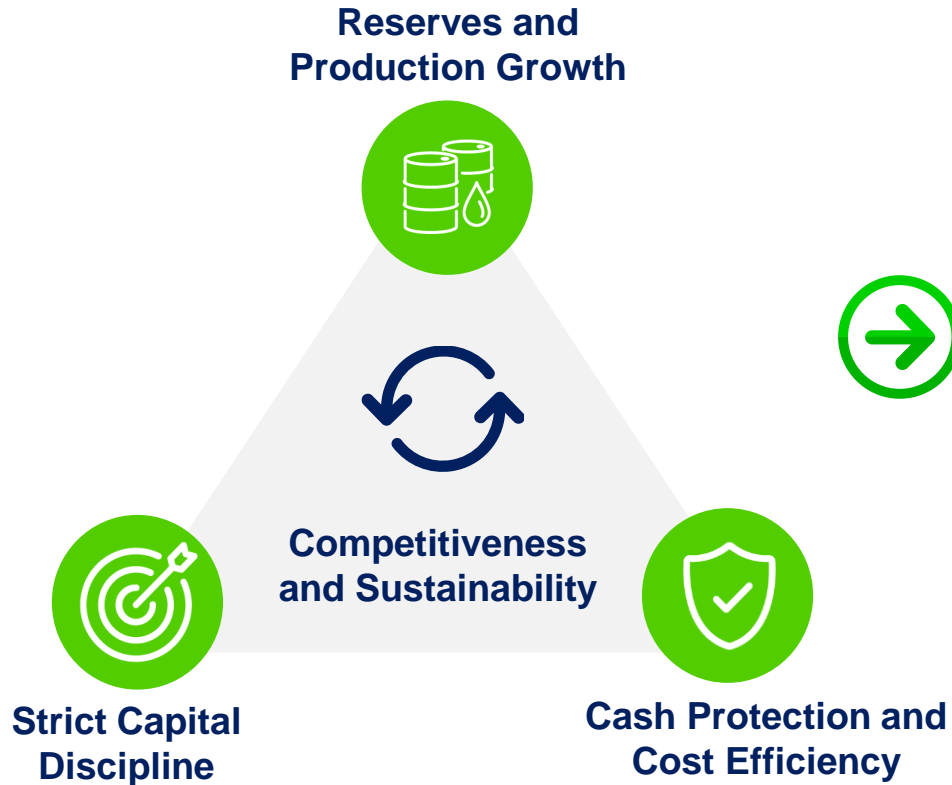 Reserves and
Production Growth
Competitiveness
and Sustainability
Strict Capital
Discipline
Cash Protection and
Cost Efficiency